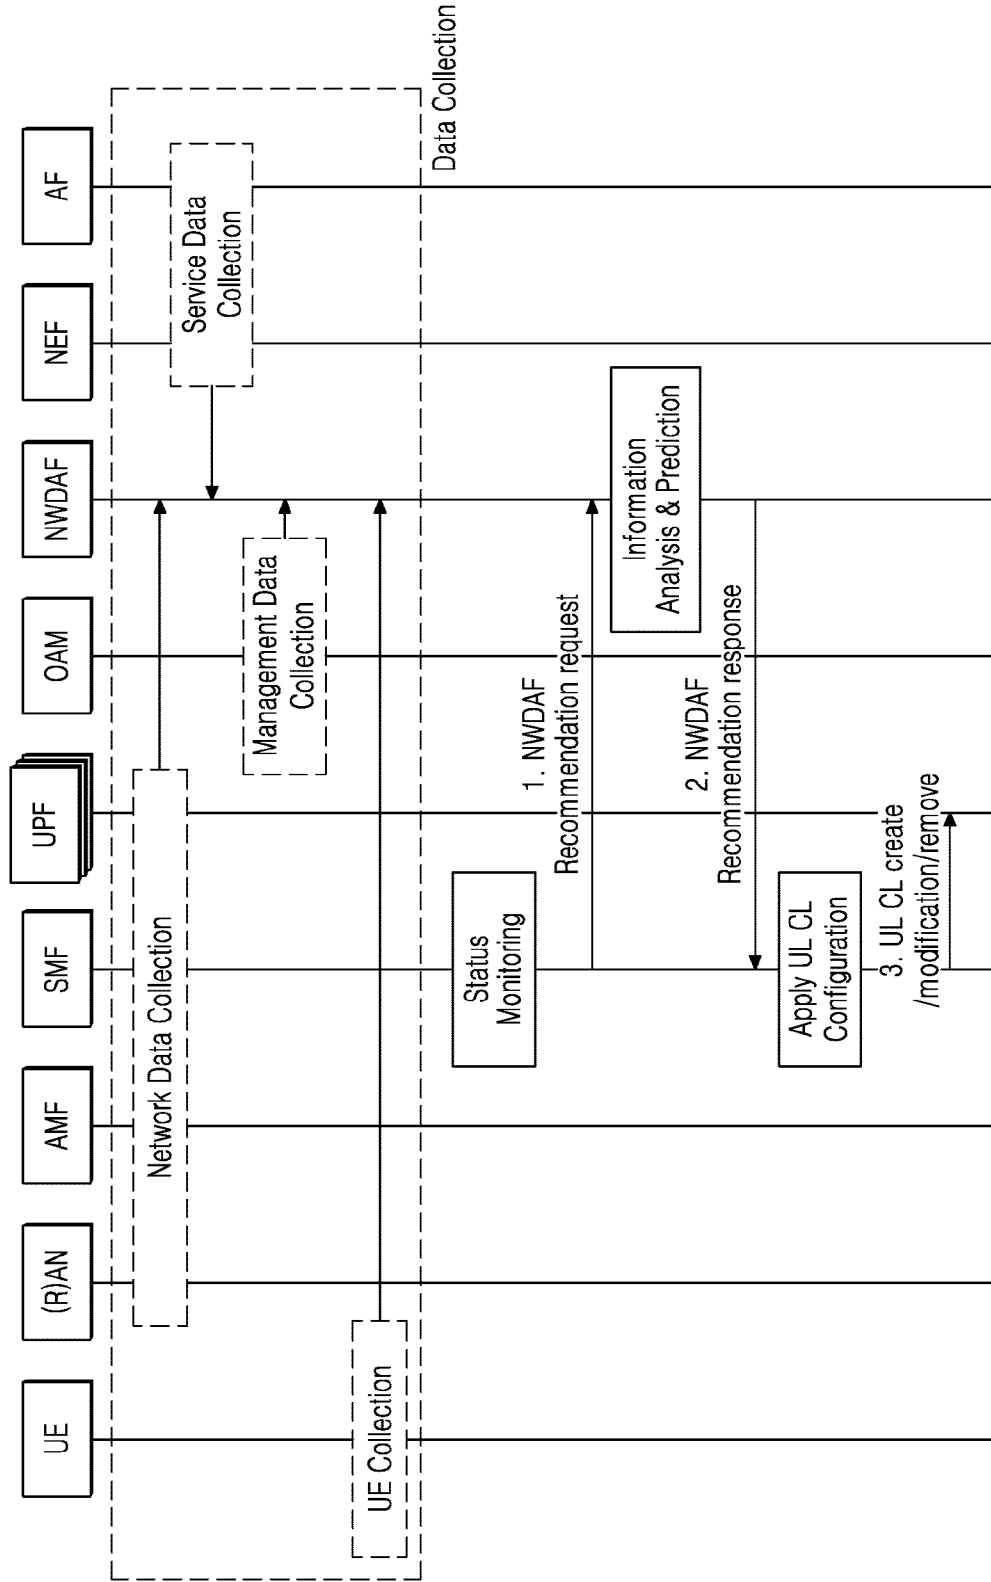 UE
(R)AN
AMF
SMF
UPF
OAM
NWDAF
NEF
AF
Network Data Collection
Service Data
Collection
Management Data
Collection
UE Collection
Data Collection
Status
Monitoring
1. NWDAF
Recommendation request
Information
Analysis & Prediction
2. NWDAF
Recommendation response
Apply UL CL
Configuration
3. UL CL create
/modification/remove